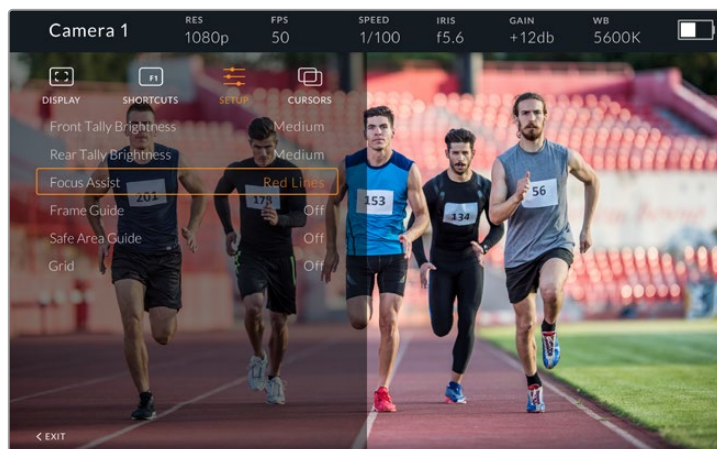 Camera 1
RES FPS SPEED IRIS GAIN WB
1080p 50 1/100 f5.6 +12db 5600K
F1
DISPLAY SHORTCUTS SETUP CURSORS
Front Tally Brightness Medium
Rear Tally Brightness Medium
Focus Assist Red Lines
Frame Guide Off
Safe Area Guide Off
Grid Off
201
178
153
134
56
< EXIT